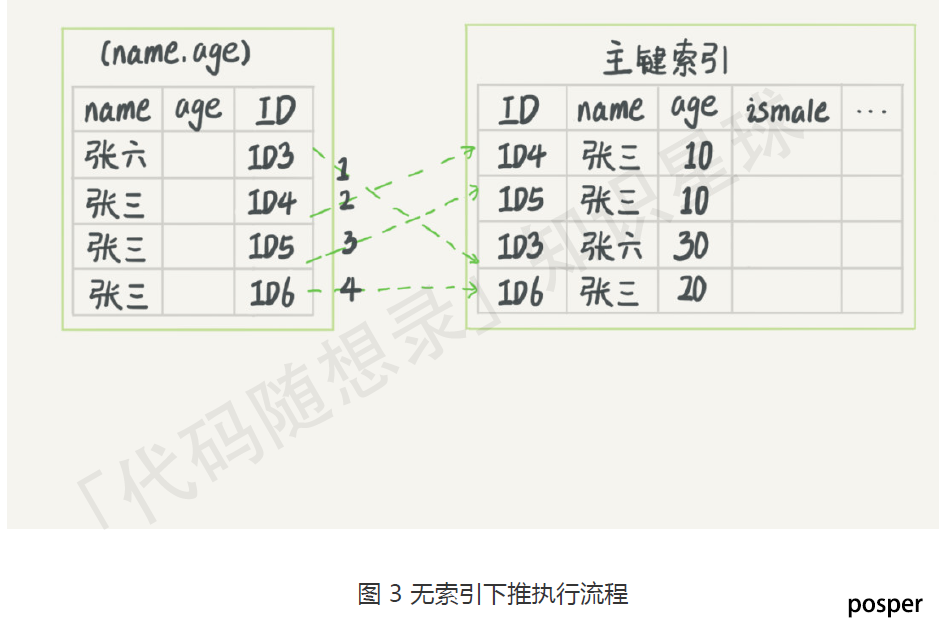 (name.age)
name age ID
张六 ID3
张三 ID4
张三 ID5
张三 ID6
1
2
3
4
主键索引
ID name age ismale ...
ID4 张三 10
ID5 张三 10
ID3 张六 30
ID6 张三 20
「代码随想录」知识星球
图 3 无索引下推执行流程
posper